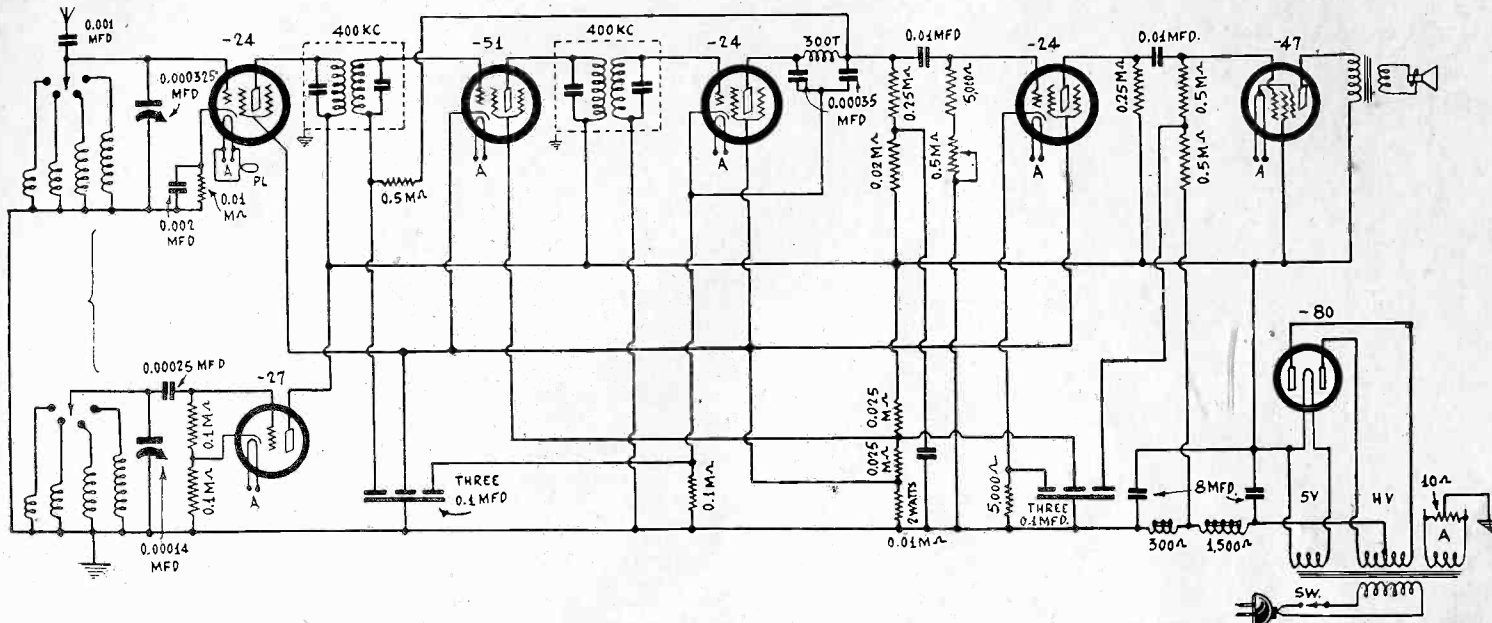 0.001
MFD
-24
400 KC
-51
400 KC
-24
300T
0.01MFD
-24
0.01MFD.
-47
0.000325
MFD
0.00035
MFD
0.25MΩ
5,000Ω
0.25MΩ
0.5MΩ
A
PL
A
A
A
A
0.5MΩ
0.01
MΩ
0.002
MFD
0.02MΩ
0.5MΩ
0.5MΩ
-80
0.00025 MFD
-27
0.1MΩ
0.1MΩ
A
0.025
MΩ
0.025
MΩ
2WATTS
THREE
0.1MFD
0.1MΩ
5,000Ω
THREE
0.1MFD.
8MFD.
5V
HV
10Ω
A
0.00014
MFD
0.01MΩ
300Ω
1,500Ω
SW.